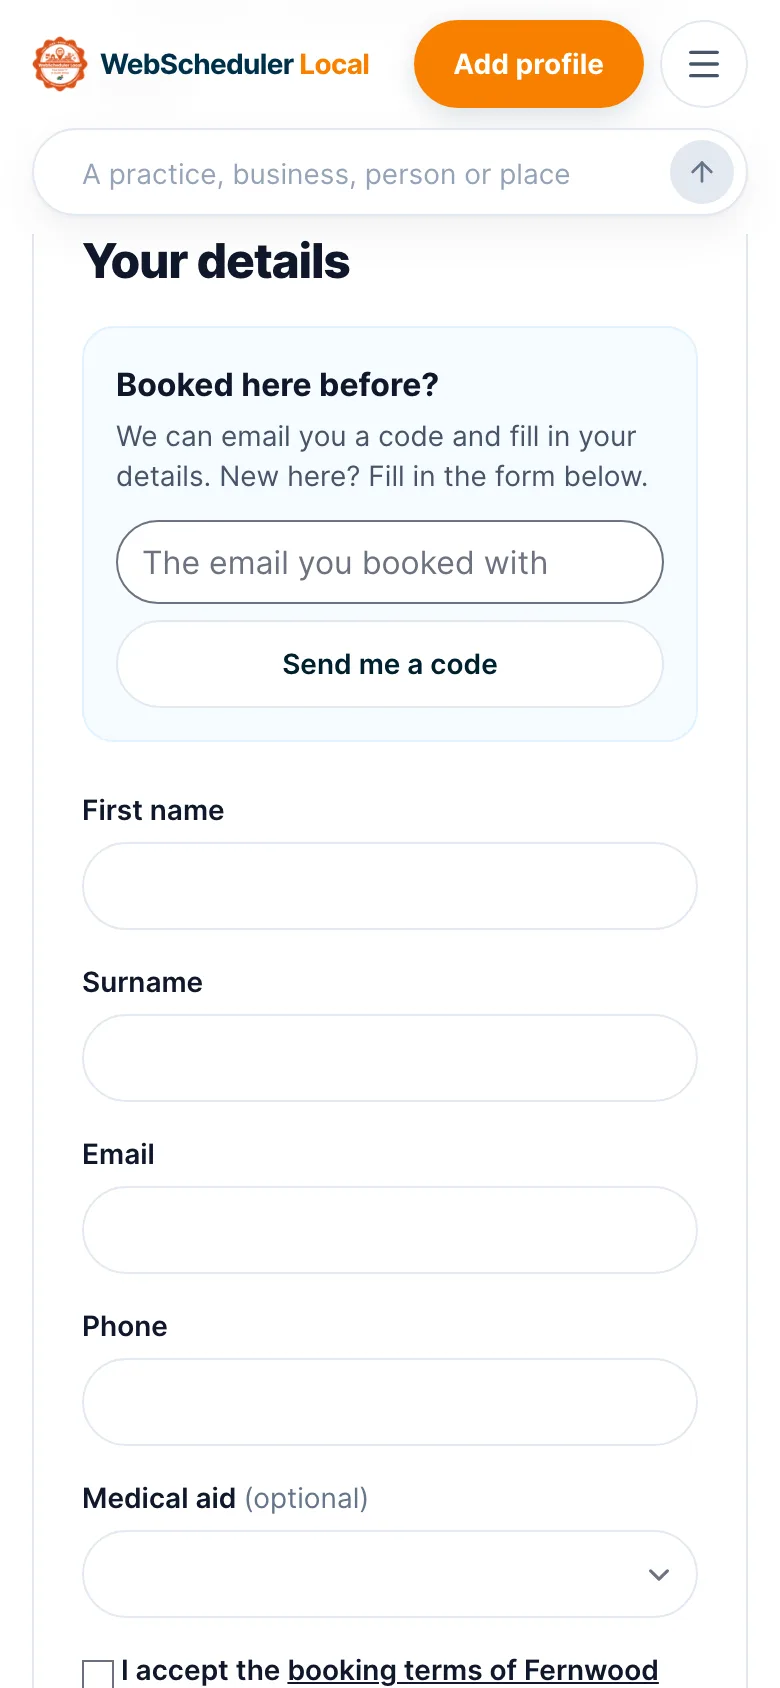 WebScheduler Local
Add profile
A practice, business, person or place
Your details
Booked here before?
We can email you a code and fill in your
details. New here? Fill in the form below.
The email you booked with
Send me a code
First name
Surname
Email
Phone
Medical aid (optional)
I accept the booking terms of Fernwood